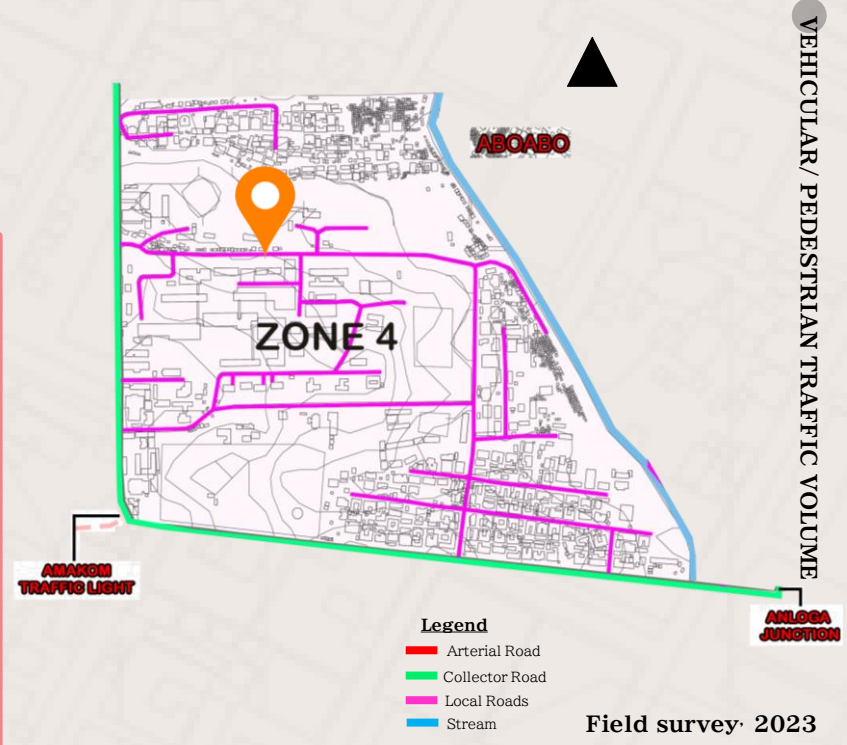 VEHICULAR/ PEDESTRIAN TRAFFIC VOLUME
ABOABO
ZONE 4
AMAKOM
TRAFFIC LIGHT
ANLOGA
JUNCTION
Legend
Arterial Road
Collector Road
Local Roads
Stream
Field survey, 2023